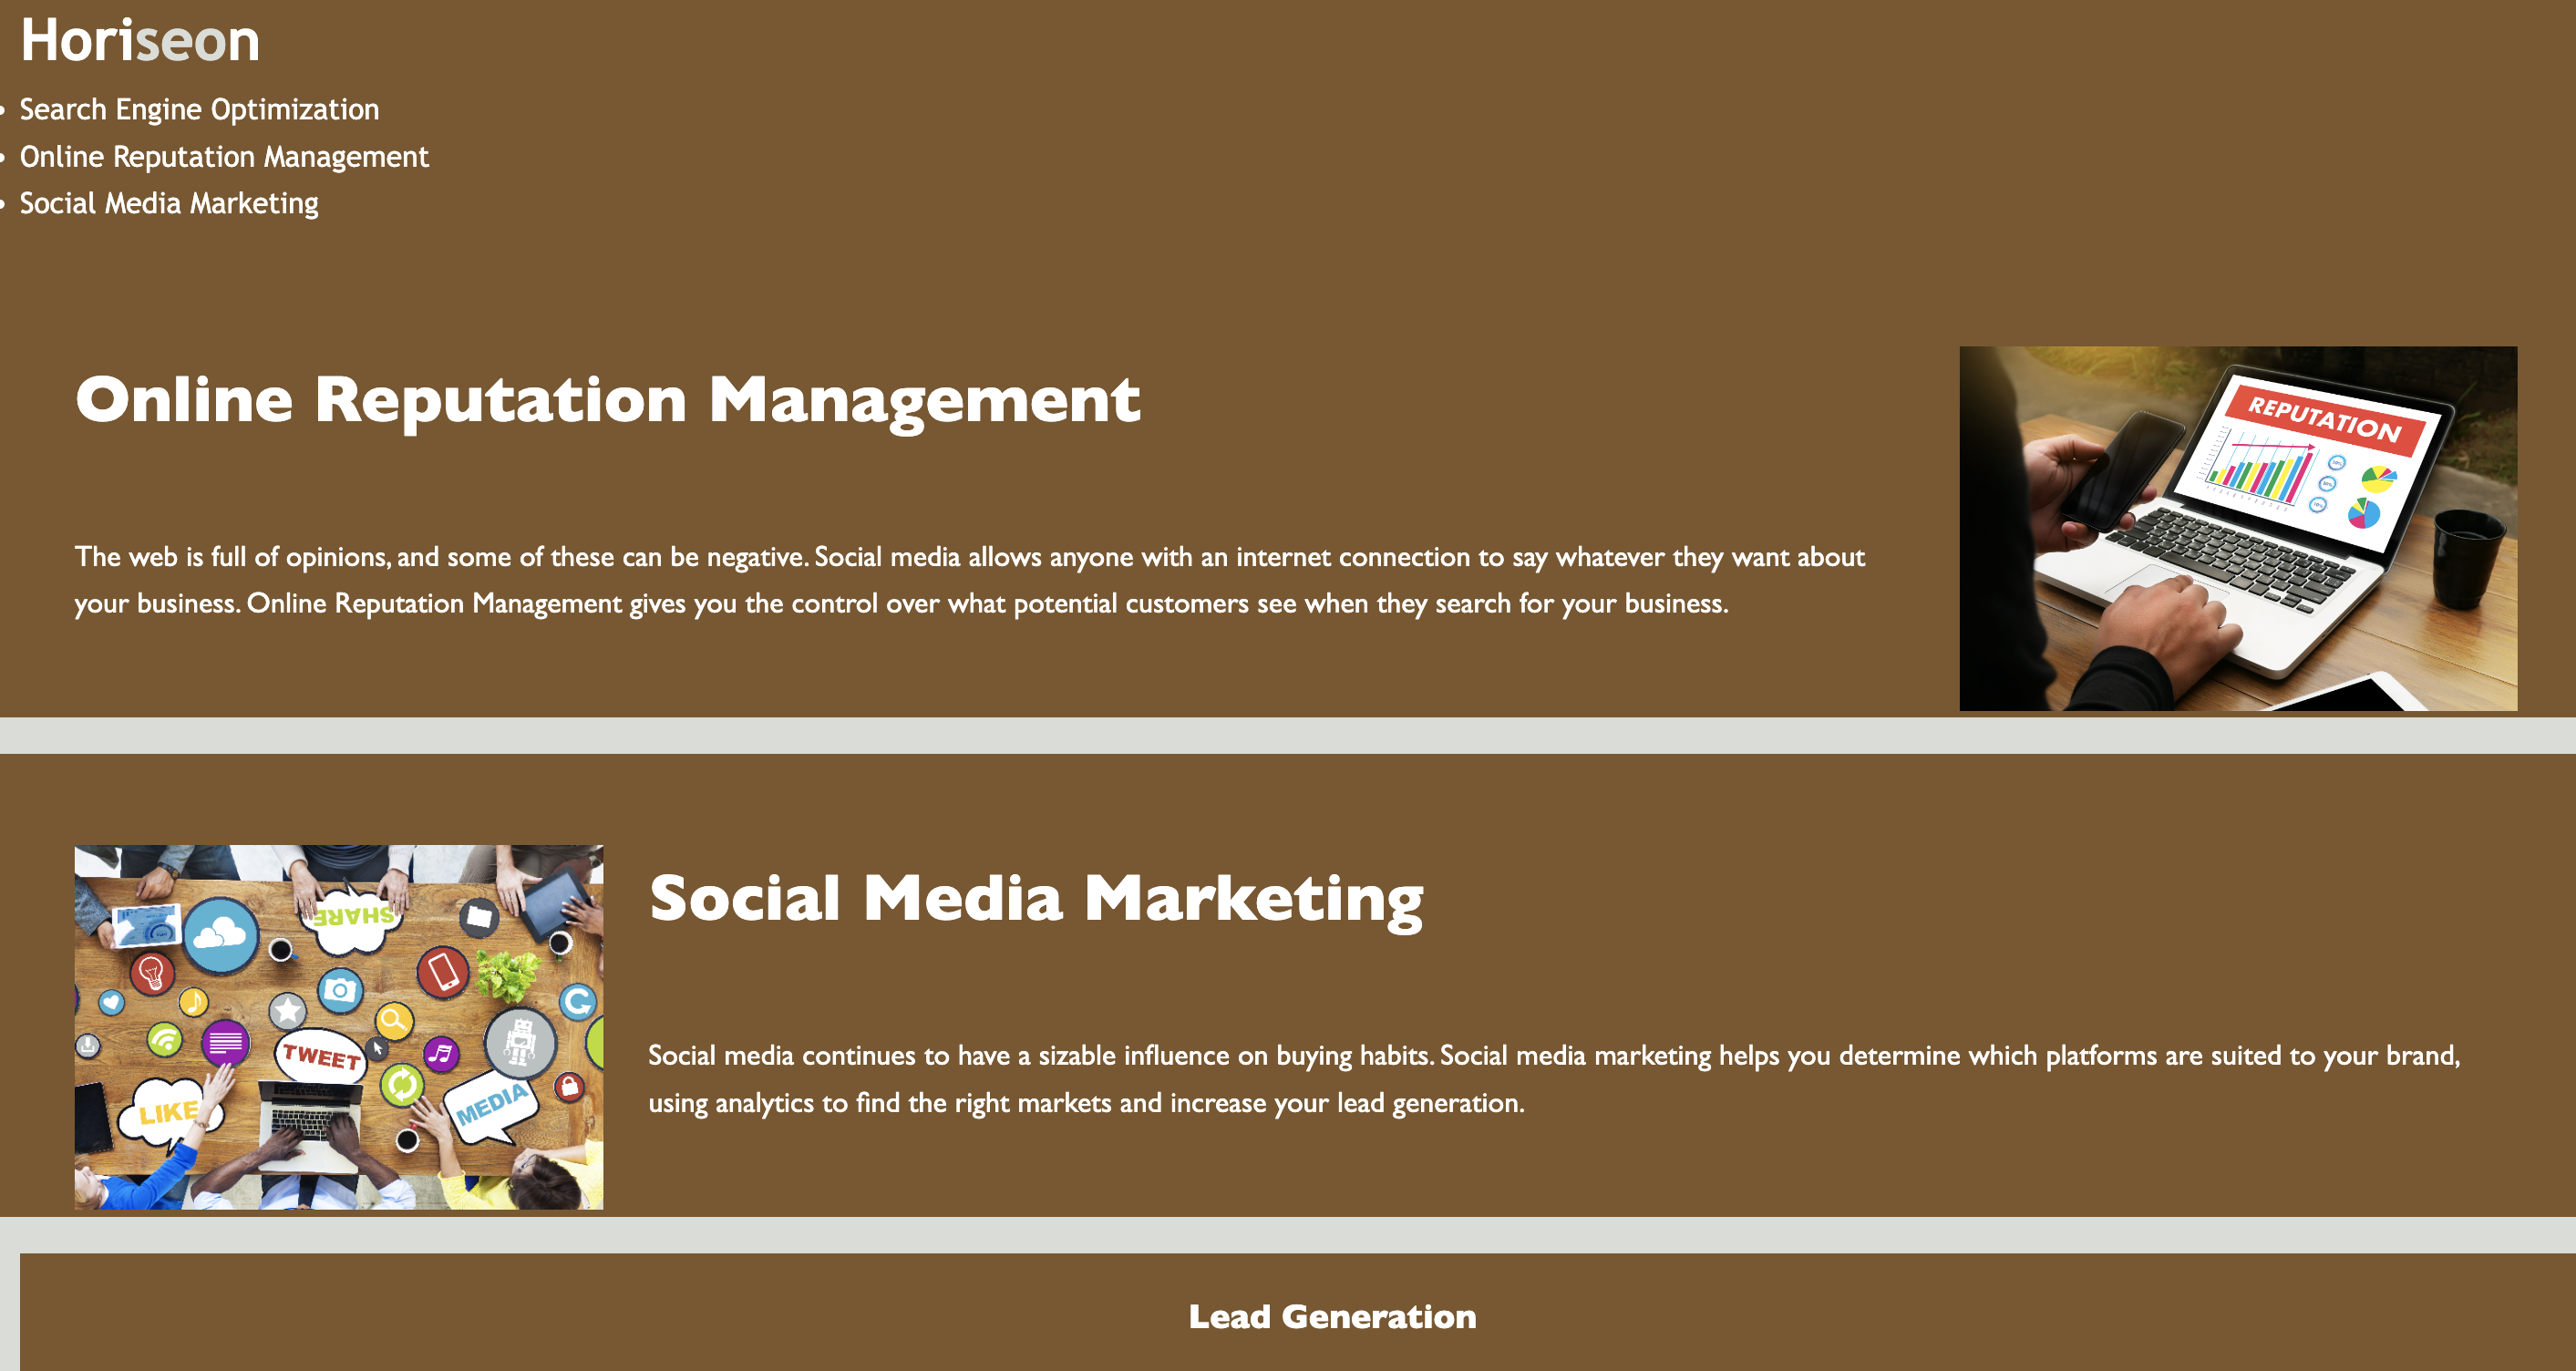 Horiseon
Search Engine Optimization
Online Reputation Management
Social Media Marketing
Online Reputation Management
The web is full of opinions, and some of these can be negative. Social media allows anyone with an internet connection to say whatever they want about
your business. Online Reputation Management gives you the control over what potential customers see when they search for your business.
REPUTATION
SHARE
TWEET
LIKE
MEDIA
Social Media Marketing
Social media continues to have a sizable influence on buying habits. Social media marketing helps you determine which platforms are suited to your brand,
using analytics to find the right markets and increase your lead generation.
Lead Generation